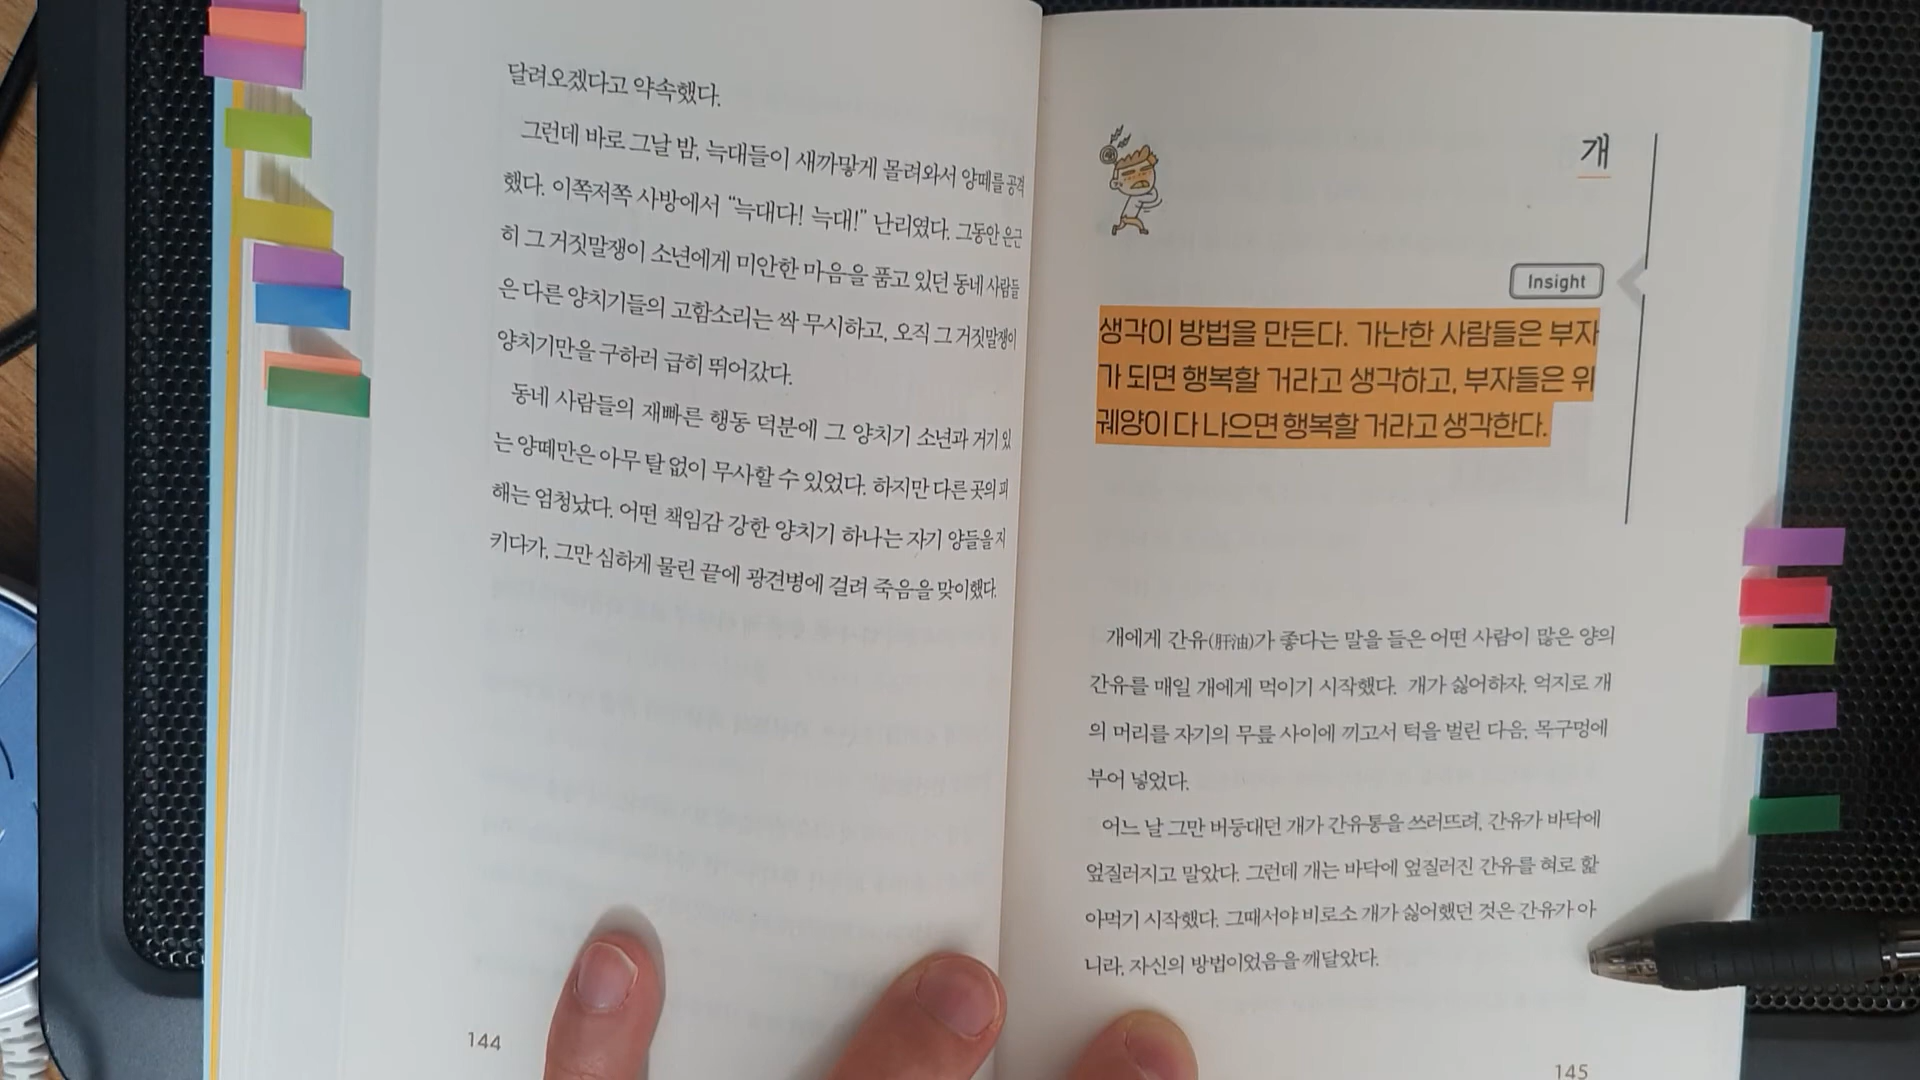 달려오겠다고 약속했다.
그런데 바로 그날 밤, 늑대들이 새까맣게 몰려와서 양떼를 공격
했다. 이쪽저쪽 사방에서 “늑대다! 늑대!” 난리였다. 그동안 은근
히 그 거짓말쟁이 소년에게 미안한 마음을 품고 있던 동네 사람들
은 다른 양치기들의 고함소리는 싹 무시하고, 오직 그 거짓말쟁이
양치기만을 구하러 급히 뛰어갔다.
동네 사람들의 재빠른 행동 덕분에 그 양치기 소년과 거기 있
는 양떼만은 아무 탈 없이 무사할 수 있었다. 하지만 다른 곳의 피
해는 엄청났다. 어떤 책임감 강한 양치기 하나는 자기 양들을 지
키다가, 그만 심하게 물린 끝에 광견병에 걸려 죽음을 맞이했다.
144
개
Insight
생각이 방법을 만든다. 가난한 사람들은 부자
가 되면 행복할 거라고 생각하고, 부자들은 위
궤양이 다 나으면 행복할 거라고 생각한다.
개에게 간유(肝油)가 좋다는 말을 들은 어떤 사람이 많은 양의
간유를 매일 개에게 먹이기 시작했다. 개가 싫어하자, 억지로 개
의 머리를 자기의 무릎 사이에 끼고서 턱을 벌린 다음, 목구멍에
부어 넣었다.
어느 날 그만 버둥대던 개가 간유통을 쓰러뜨려, 간유가 바닥에
엎질러지고 말았다. 그런데 개는 바닥에 엎질러진 간유를 혀로 핥
아먹기 시작했다. 그때서야 비로소 개가 싫어했던 것은 간유가 아
니라, 자신의 방법이었음을 깨달았다.
145